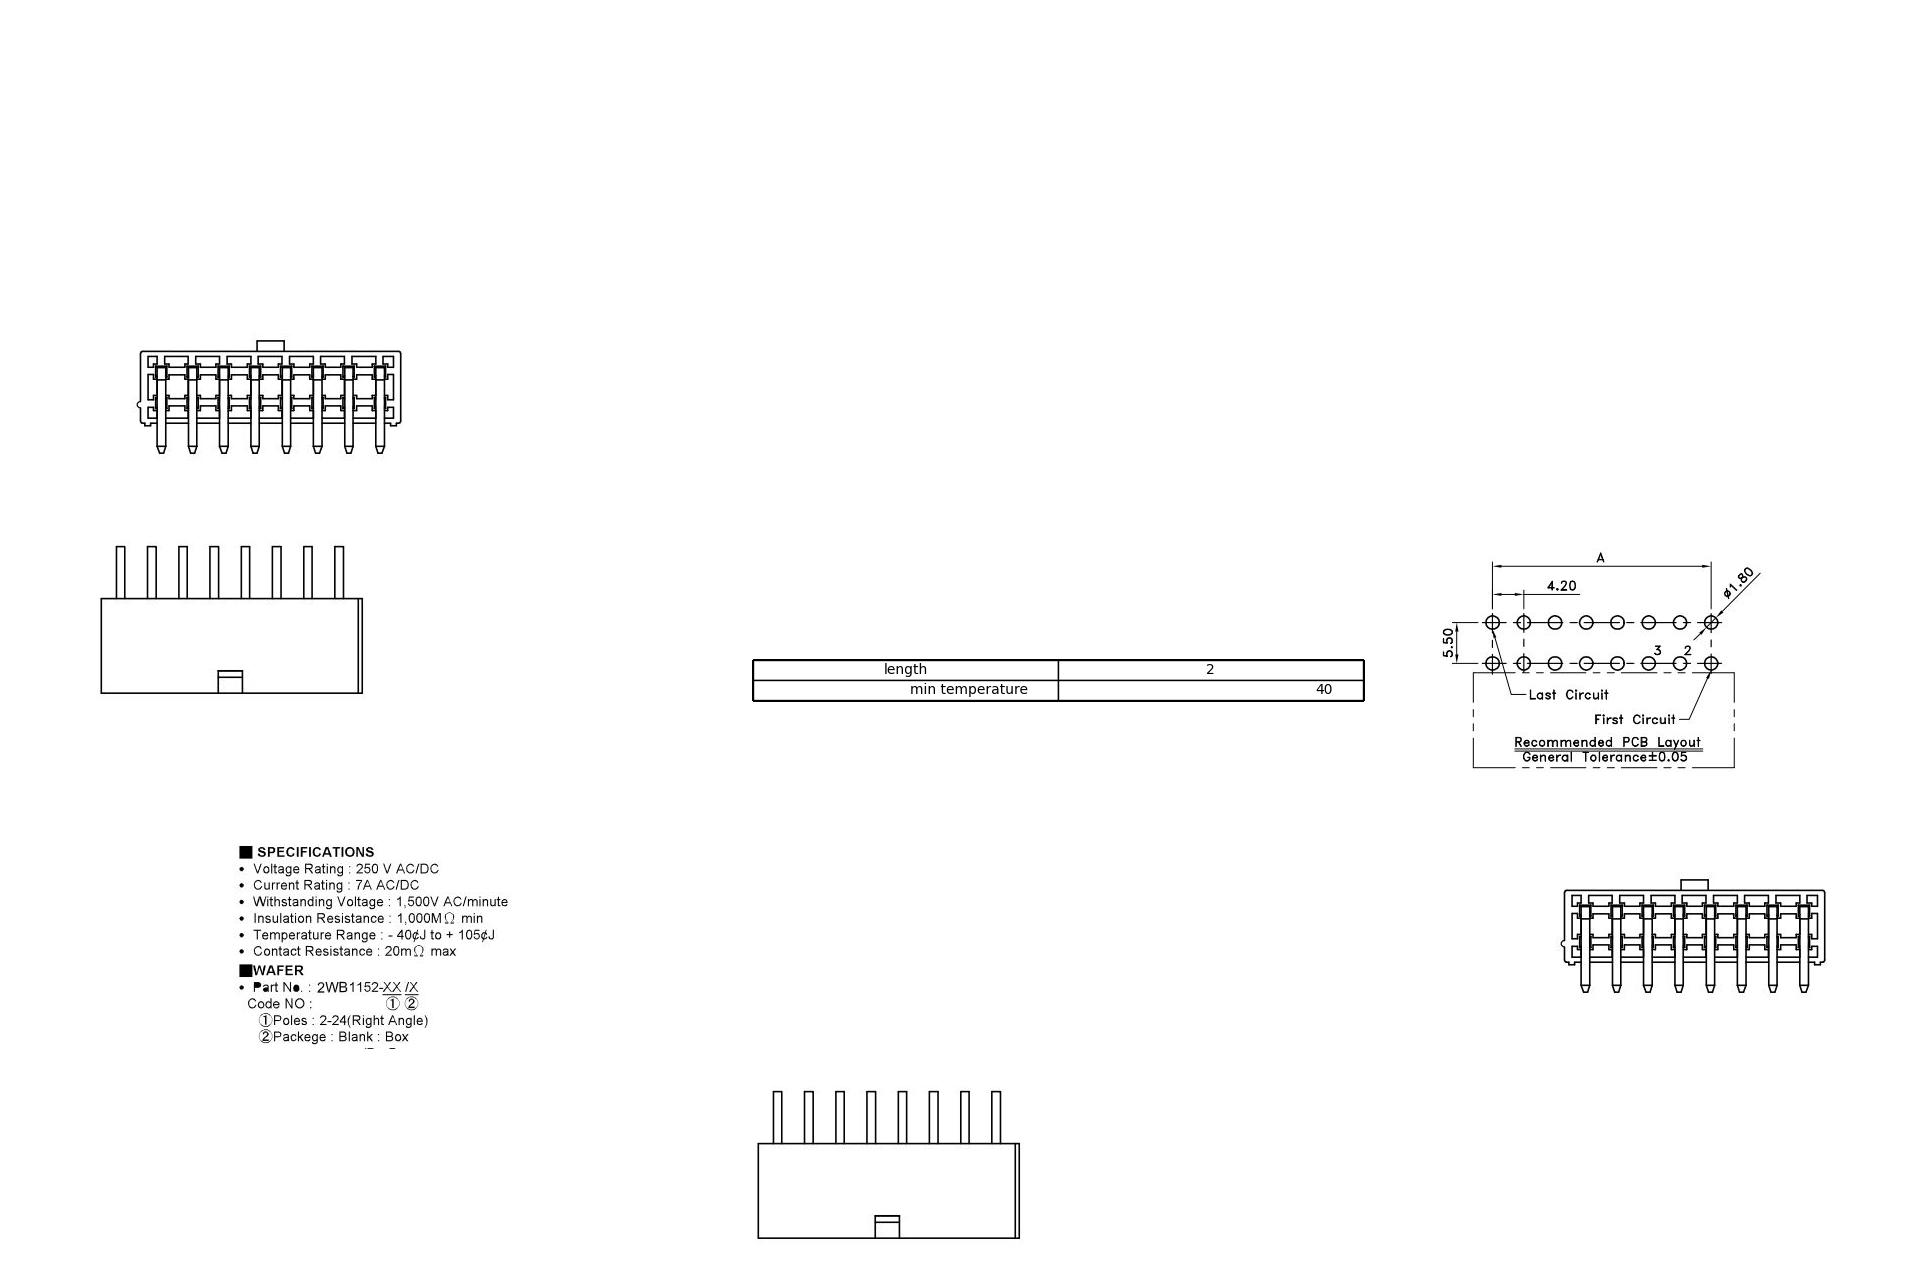 A
4.20
ø1.80
5.50
3 2
Last Circuit
First Circuit
Recommended PCB Layout
General Tolerance±0.05
length 2
min temperature 40
■ SPECIFICATIONS
• Voltage Rating : 250 V AC/DC
• Current Rating : 7A AC/DC
• Withstanding Voltage : 1,500V AC/minute
• Insulation Resistance : 1,000MΩ min
• Temperature Range : - 40¢J to + 105¢J
• Contact Resistance : 20mΩ max
■WAFER
• Part No. : 2WB1152-XX /X
Code NO : ① ②
①Poles : 2-24(Right Angle)
②Packege : Blank : Box